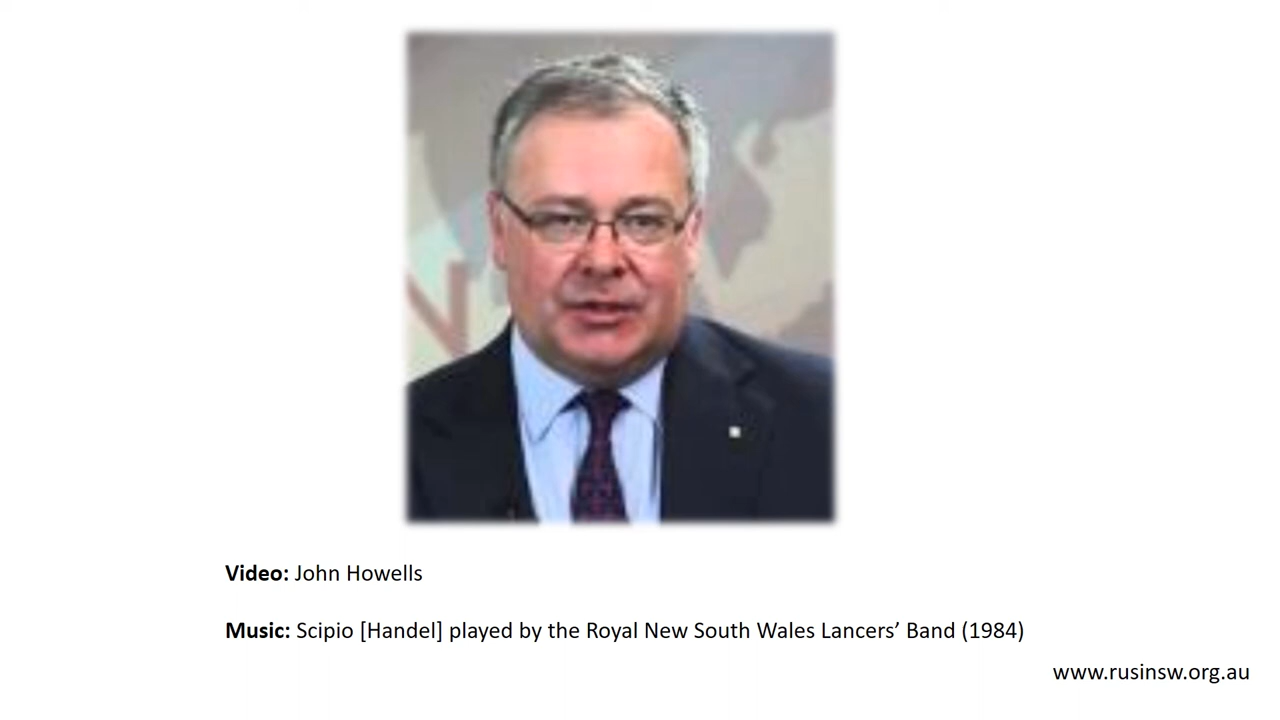 N
Video: John Howells
Music: Scipio [Handel] played by the Royal New South Wales Lancers’ Band (1984)
www.rusinsw.org.au